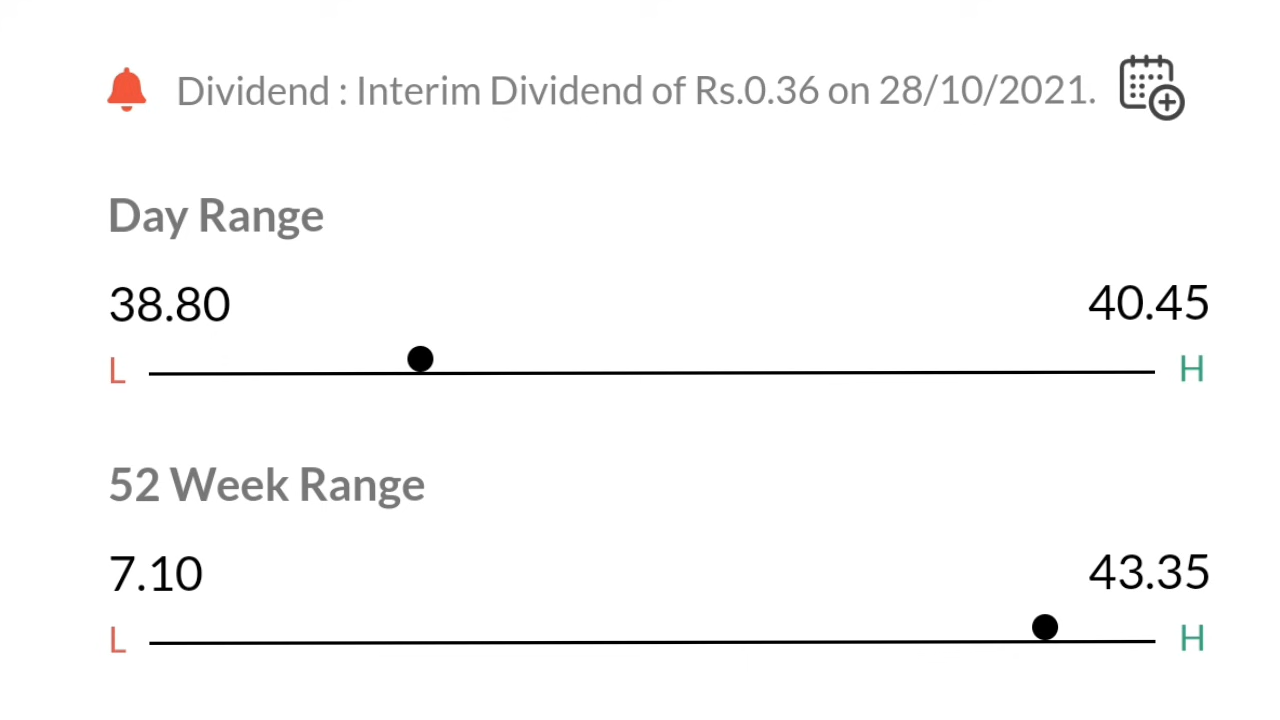 Dividend : Interim Dividend of Rs.0.36 on 28/10/2021.
Day Range
38.80 40.45
L H
52 Week Range
7.10 43.35
L H